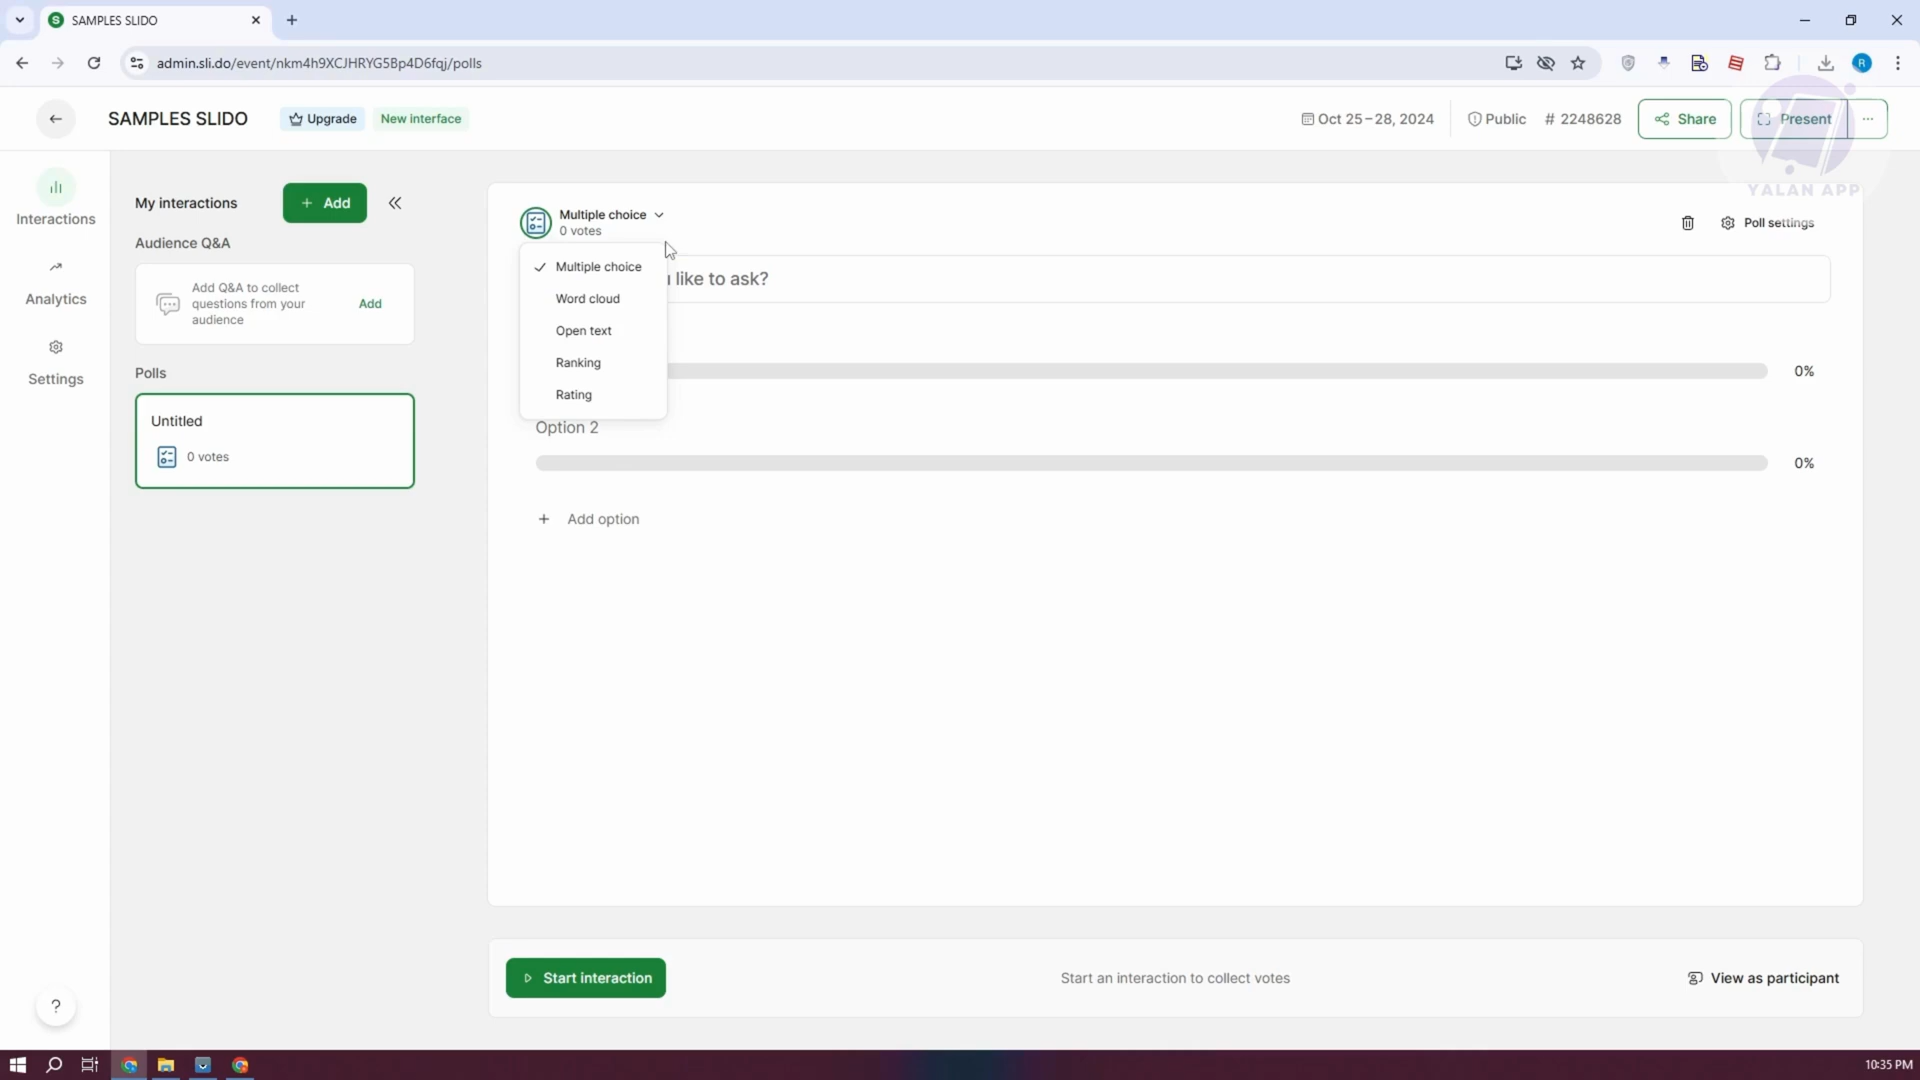 SAMPLES SLIDO
admin.sli.do/event/nkm4h9XCJHRYG5Bp4D6fqj/polls
R
SAMPLES SLIDO
Upgrade
New interface
Oct 25–28, 2024
Public
# 2248628
Share
Present
YALAN APP
Interactions
Analytics
Settings
My interactions
+ Add
Audience Q&A
Add Q&A to collect
questions from your
audience
Add
Polls
Untitled
0 votes
Multiple choice
0 votes
Poll settings
Multiple choice
Word cloud
Open text
Ranking
Rating
like to ask?
0%
Option 2
0%
+ Add option
Start interaction
Start an interaction to collect votes
View as participant
?
10:35 PM